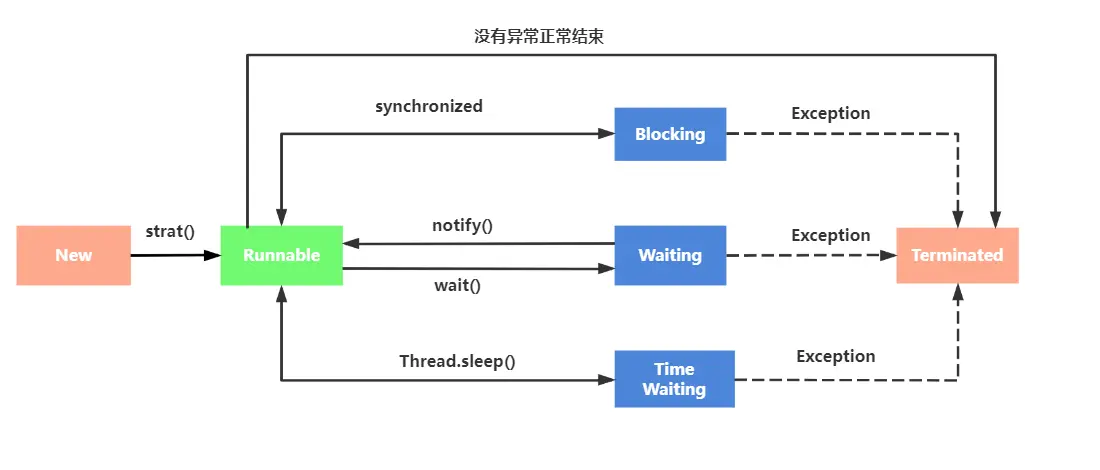 没有异常正常结束
synchronized
Blocking
Exception
New
strat()
Runnable
notify()
wait()
Waiting
Exception
Terminated
Thread.sleep()
Time
Waiting
Exception